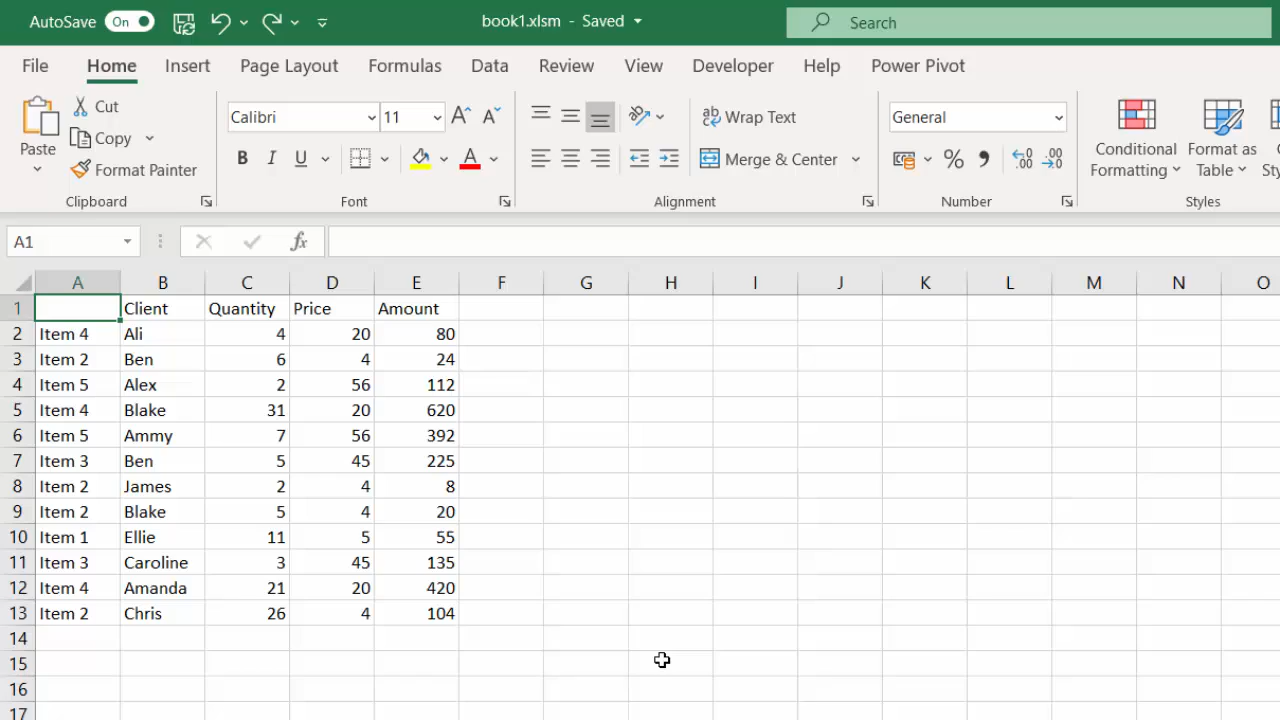 AutoSave On book1.xlsm - Saved Search
File Home Insert Page Layout Formulas Data Review View Developer Help Power Pivot
Paste Cut Copy Format Painter
Clipboard
Calibri 11
B I U A
Font
Wrap Text
Merge & Center
Alignment
General
%
Number
Conditional Formatting
Format as Table
Styles
A1 fx
A B C D E F G H I J K L M N O
1 Client Quantity Price Amount
2 Item 4 Ali 4 20 80
3 Item 2 Ben 6 4 24
4 Item 5 Alex 2 56 112
5 Item 4 Blake 31 20 620
6 Item 5 Ammy 7 56 392
7 Item 3 Ben 5 45 225
8 Item 2 James 2 4 8
9 Item 2 Blake 5 4 20
10 Item 1 Ellie 11 5 55
11 Item 3 Caroline 3 45 135
12 Item 4 Amanda 21 20 420
13 Item 2 Chris 26 4 104
14
15
16
17